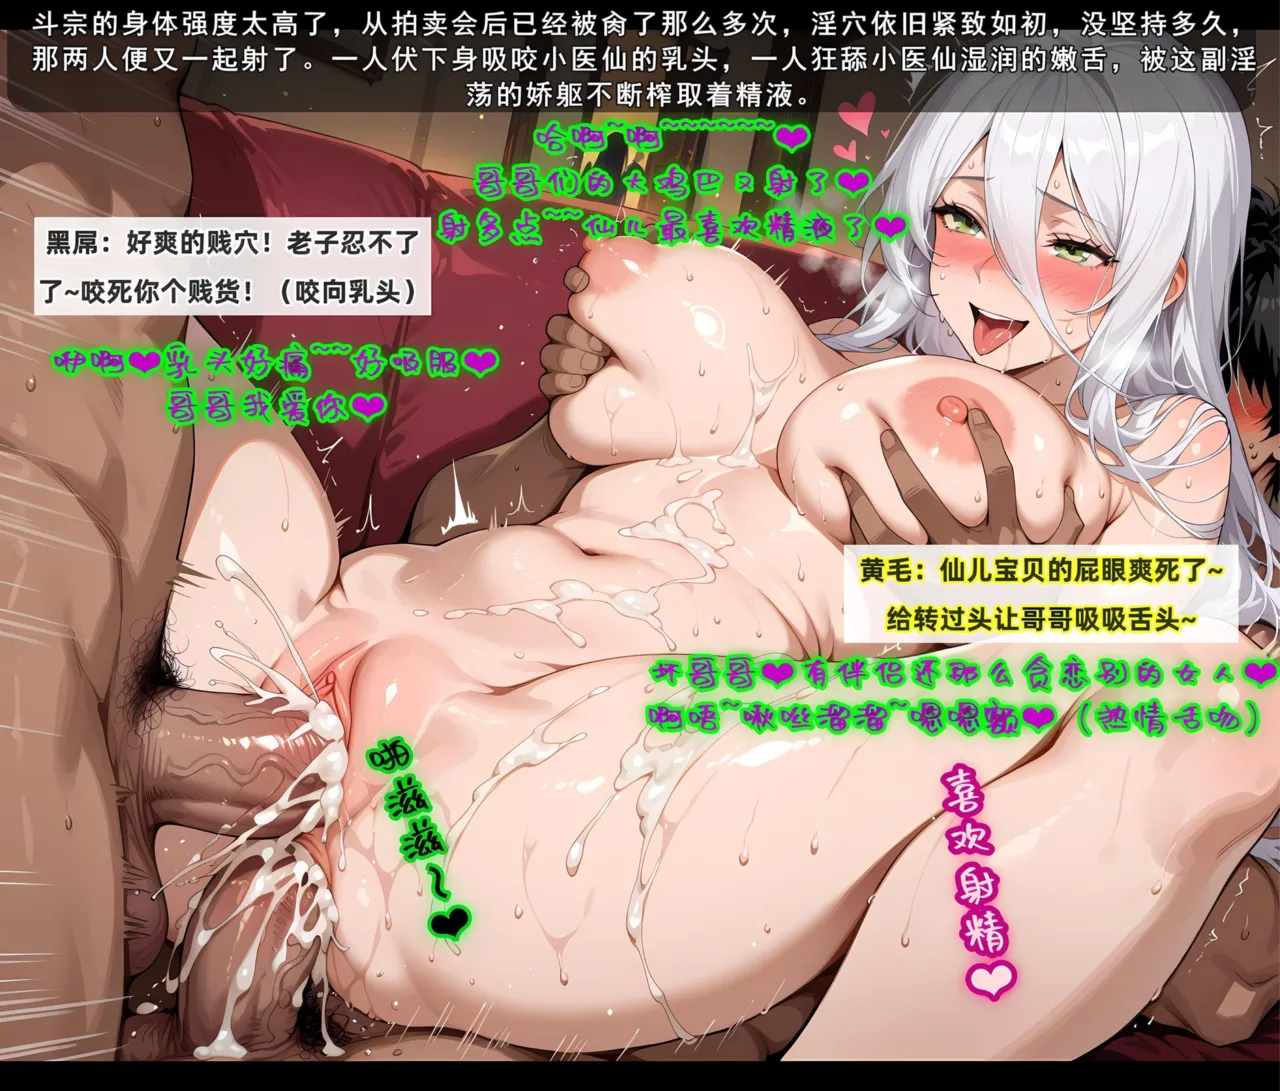 斗宗的身体强度太高了，从拍卖会后已经被肏了那么多次，淫穴依旧紧致如初，没坚持多久，
那两人便又一起射了。一人伏下身吸咬小医仙的乳头，一人狂舔小医仙湿润的嫩舌，被这副淫
荡的娇躯不断榨取着精液。
哈啊~啊~~~~~~❤
哥哥们的大鸡巴又射了❤
射多点~~仙儿最喜欢精液了❤
黑屌：好爽的贱穴！老子忍不了
了~咬死你个贱货！（咬向乳头）
咿啊❤乳头好痛~~好舒服❤
哥哥我爱你❤
黄毛：仙儿宝贝的屁眼爽死了~
给转过头让哥哥吸吸舌头~
坏哥哥❤有伴侣还那么贪恋别的女人❤
啊唔~啾咝溜溜~嗯嗯额❤（热情舌吻）
啪滋滋~❤
喜欢射精❤